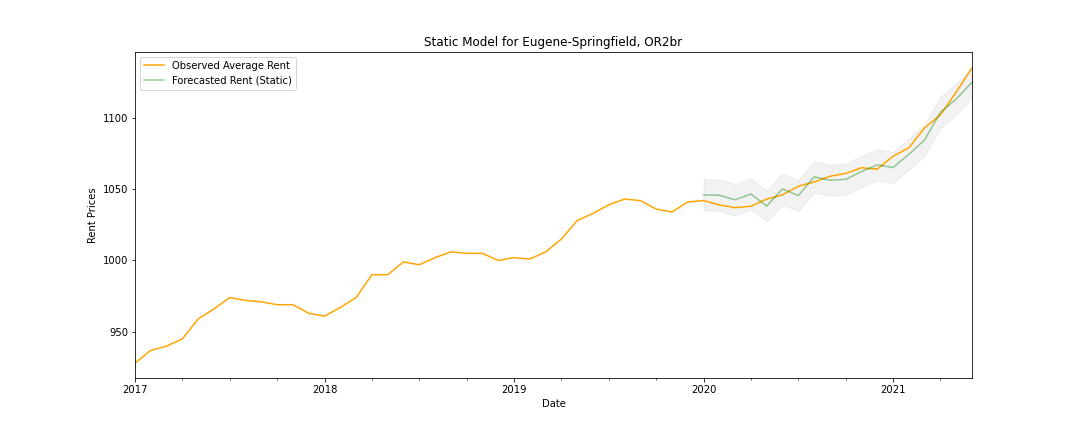 Static Model for Eugene-Springfield, OR2br
Observed Average Rent
Forecasted Rent (Static)
1100
1050
1000
950
Rent Prices
2017 2018 2019 2020 2021
Date